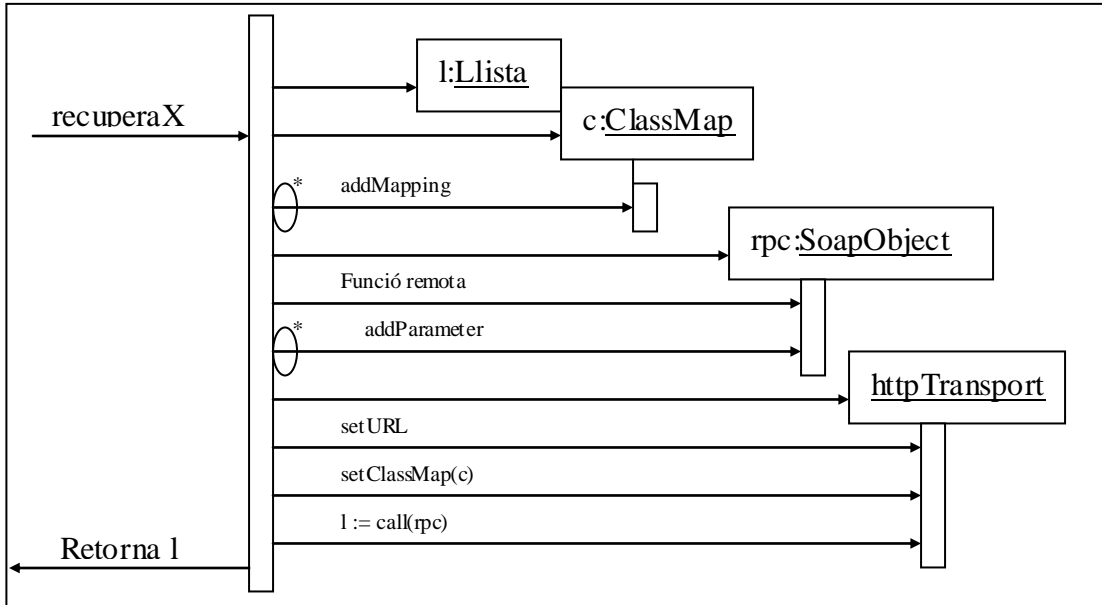 l:Llista
recuperaX
c:ClassMap
*
addMapping
rpc:SoapObject
Funció remota
*
addParameter
httpTransport
setURL
setClassMap(c)
l := call(rpc)
Retorna l